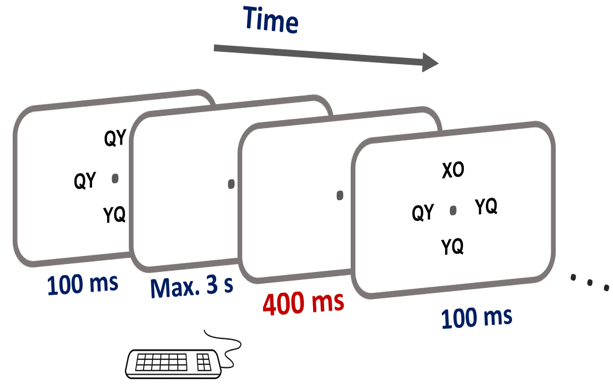 Time
QY
QY
YQ
XO
QY YQ
YQ
100 ms
Max. 3 s
400 ms
100 ms